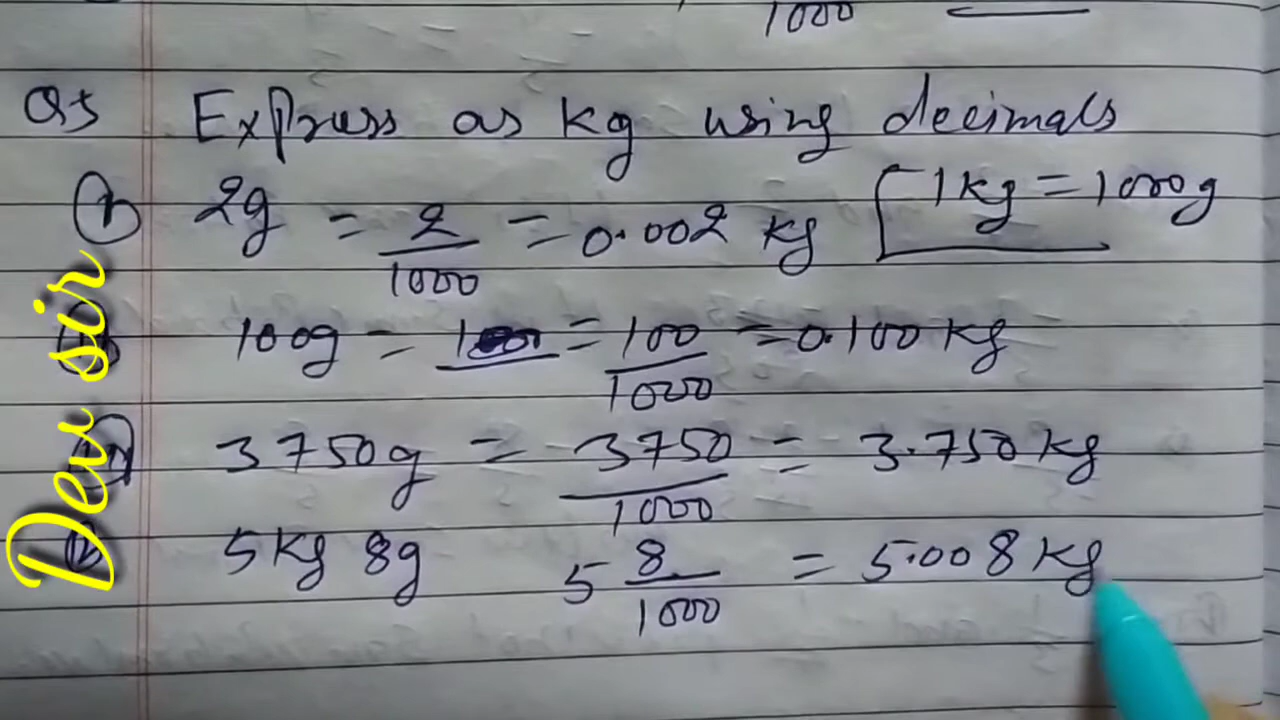 1000
Q5 Express as kg using decimals
2g = 2/1000 = 0.002 kg [1kg = 1000g
100g = = 100/1000 = 0.100 kg
3750g = 3750/1000 = 3.750 kg
5kg 8g 5 8/1000 = 5.008 kg
Dev sir